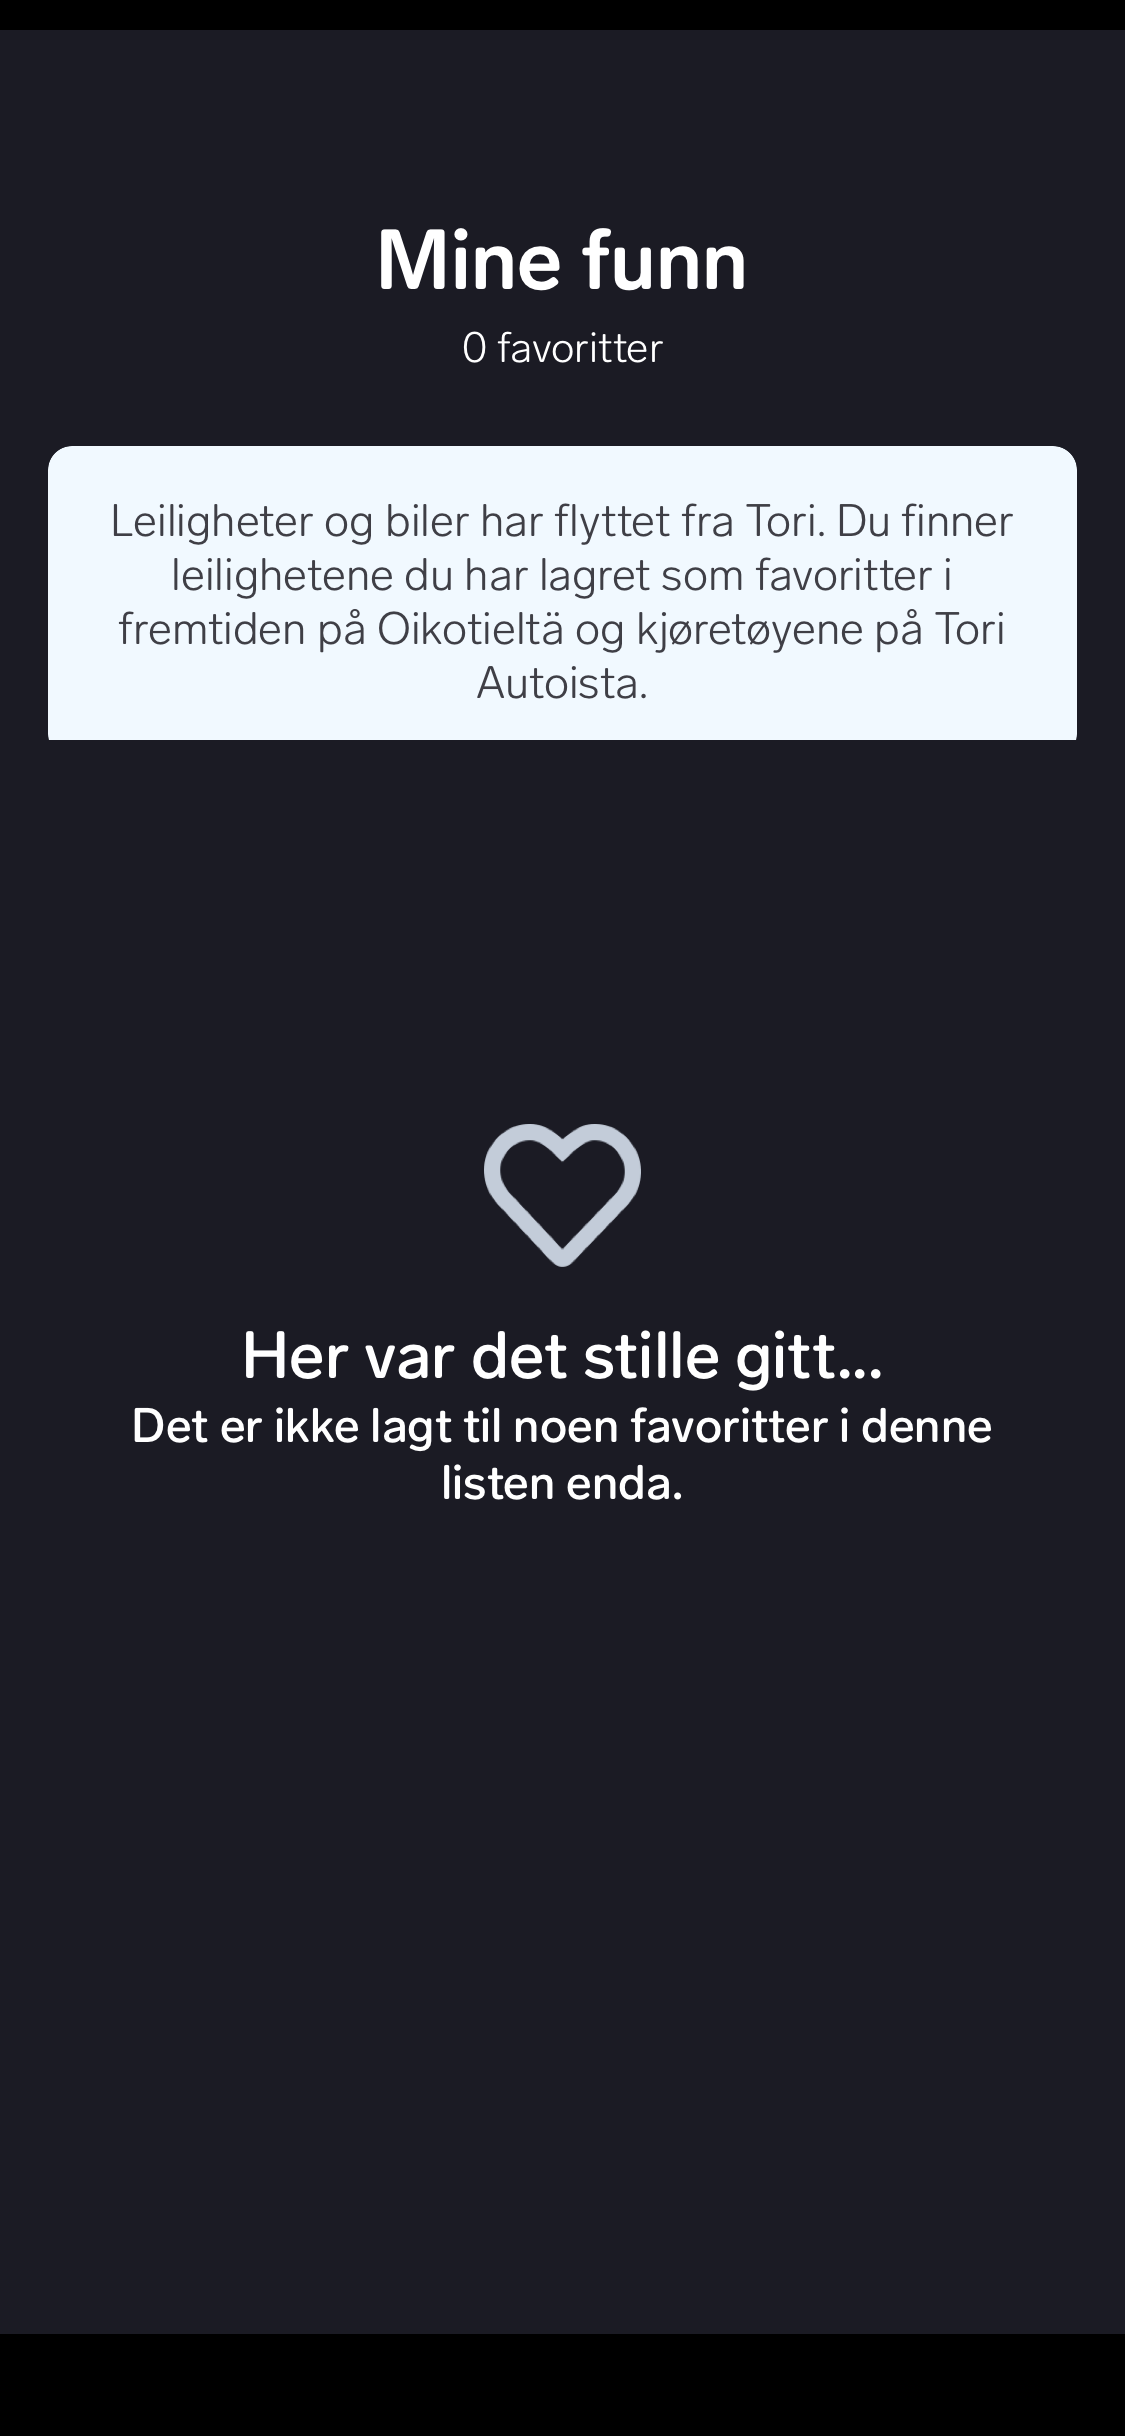 Mine funn
0 favoritter
Leiligheter og biler har flyttet fra Tori. Du finner
leilighetene du har lagret som favoritter i
fremtiden på Oikotieltä og kjøretøyene på Tori
Autoista.
Her var det stille gitt...
Det er ikke lagt til noen favoritter i denne
listen enda.